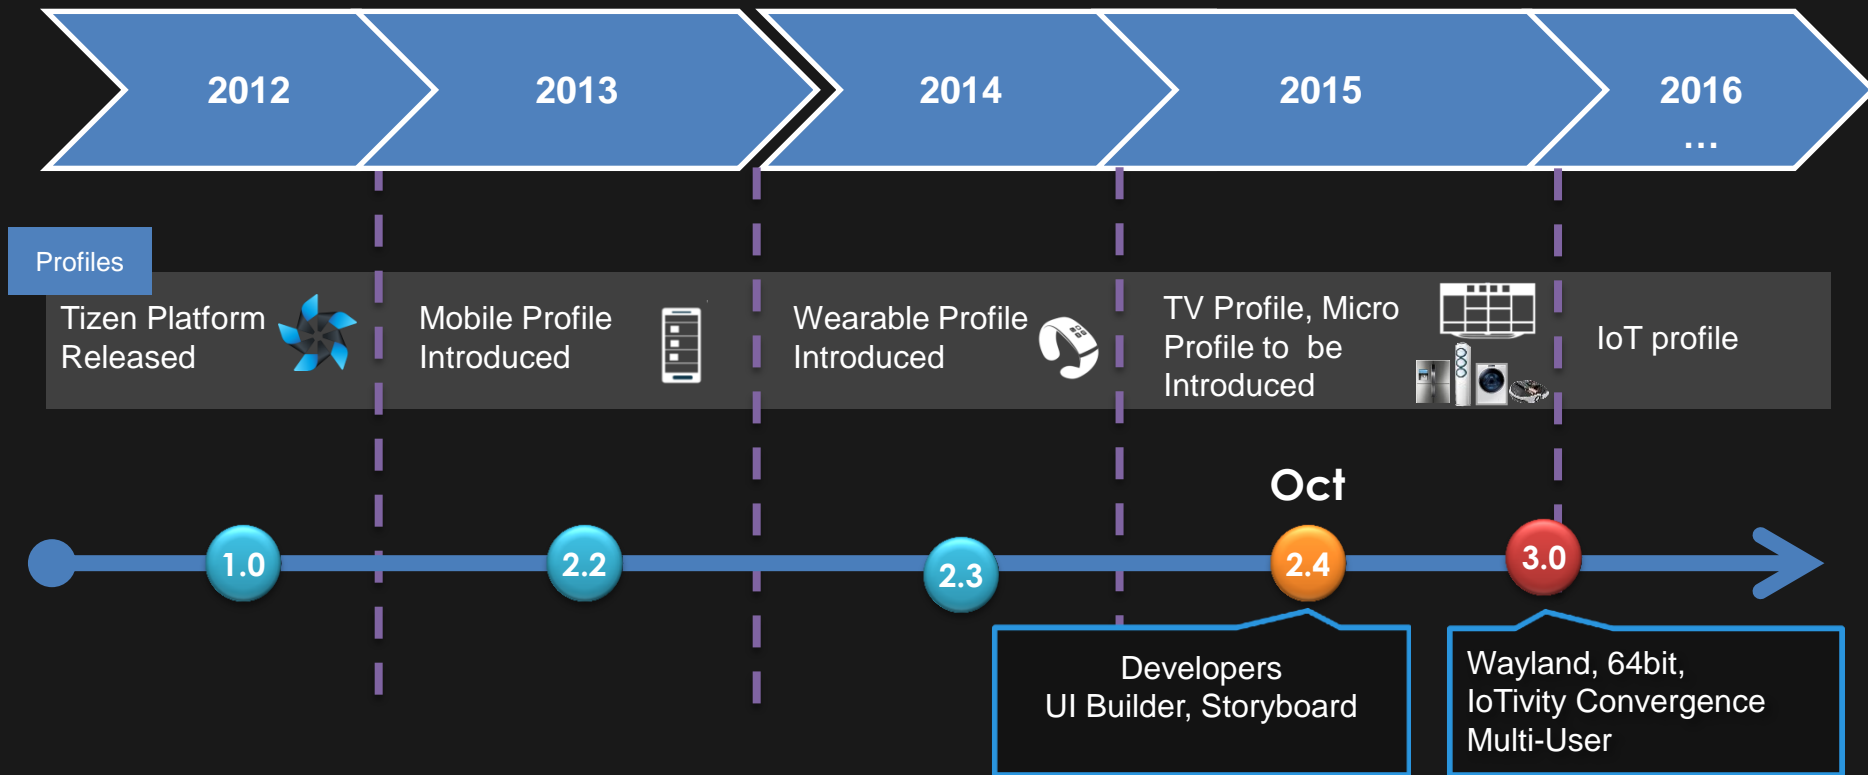 2012
2013
2014
2015
2016
...
Profiles
Tizen Platform
Released
Mobile Profile
Introduced
Wearable Profile
Introduced
TV Profile, Micro
Profile to be
Introduced
IoT profile
Oct
1.0
2.2
2.3
2.4
3.0
Developers
UI Builder, Storyboard
Wayland, 64bit,
IoTivity Convergence
Multi-User